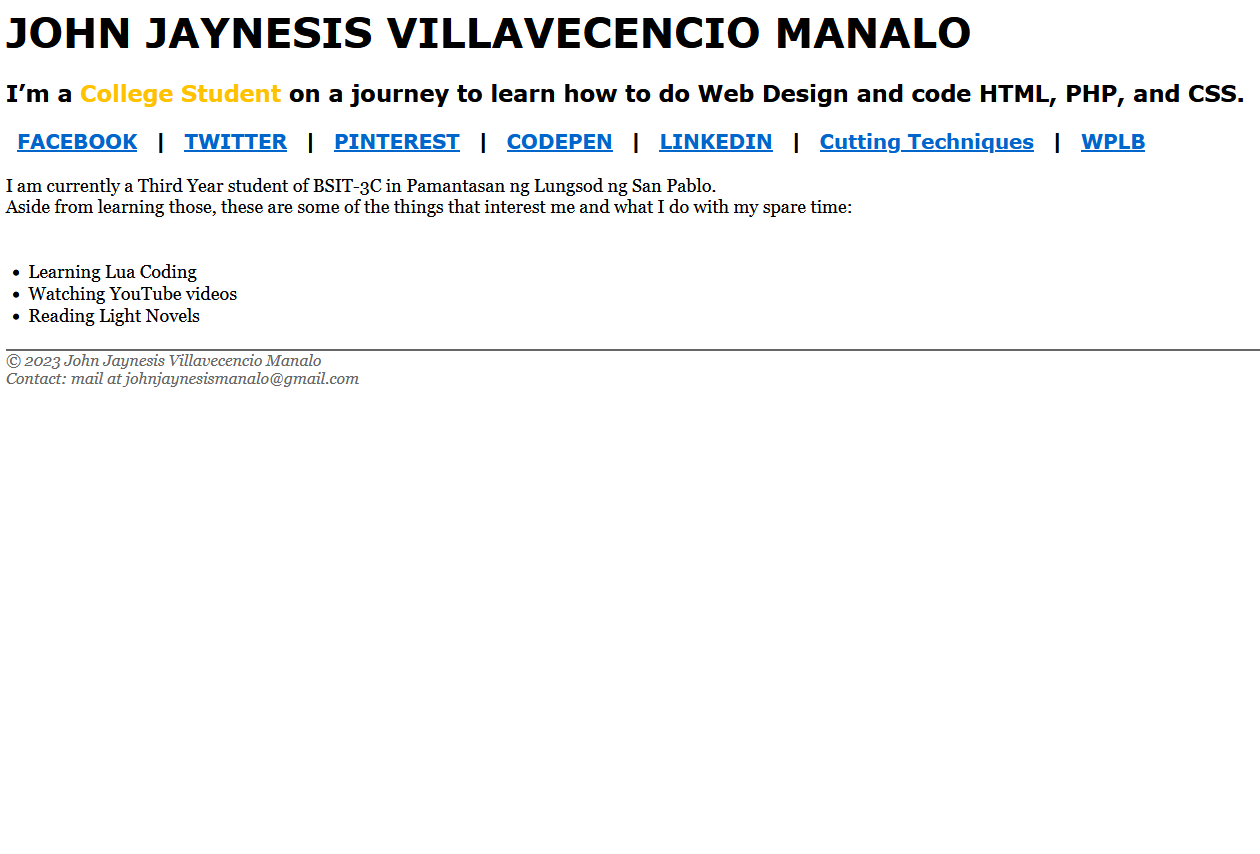 JOHN JAYNESIS VILLAVECENCIO MANALO
I’m a College Student on a journey to learn how to do Web Design and code HTML, PHP, and CSS.
FACEBOOK | TWITTER | PINTEREST | CODEPEN | LINKEDIN | Cutting Techniques | WPLB
I am currently a Third Year student of BSIT-3C in Pamantasan ng Lungsod ng San Pablo.
Aside from learning those, these are some of the things that interest me and what I do with my spare time:
• Learning Lua Coding
• Watching YouTube videos
• Reading Light Novels
© 2023 John Jaynesis Villavecencio Manalo
Contact: mail at johnjaynesismanalo@gmail.com